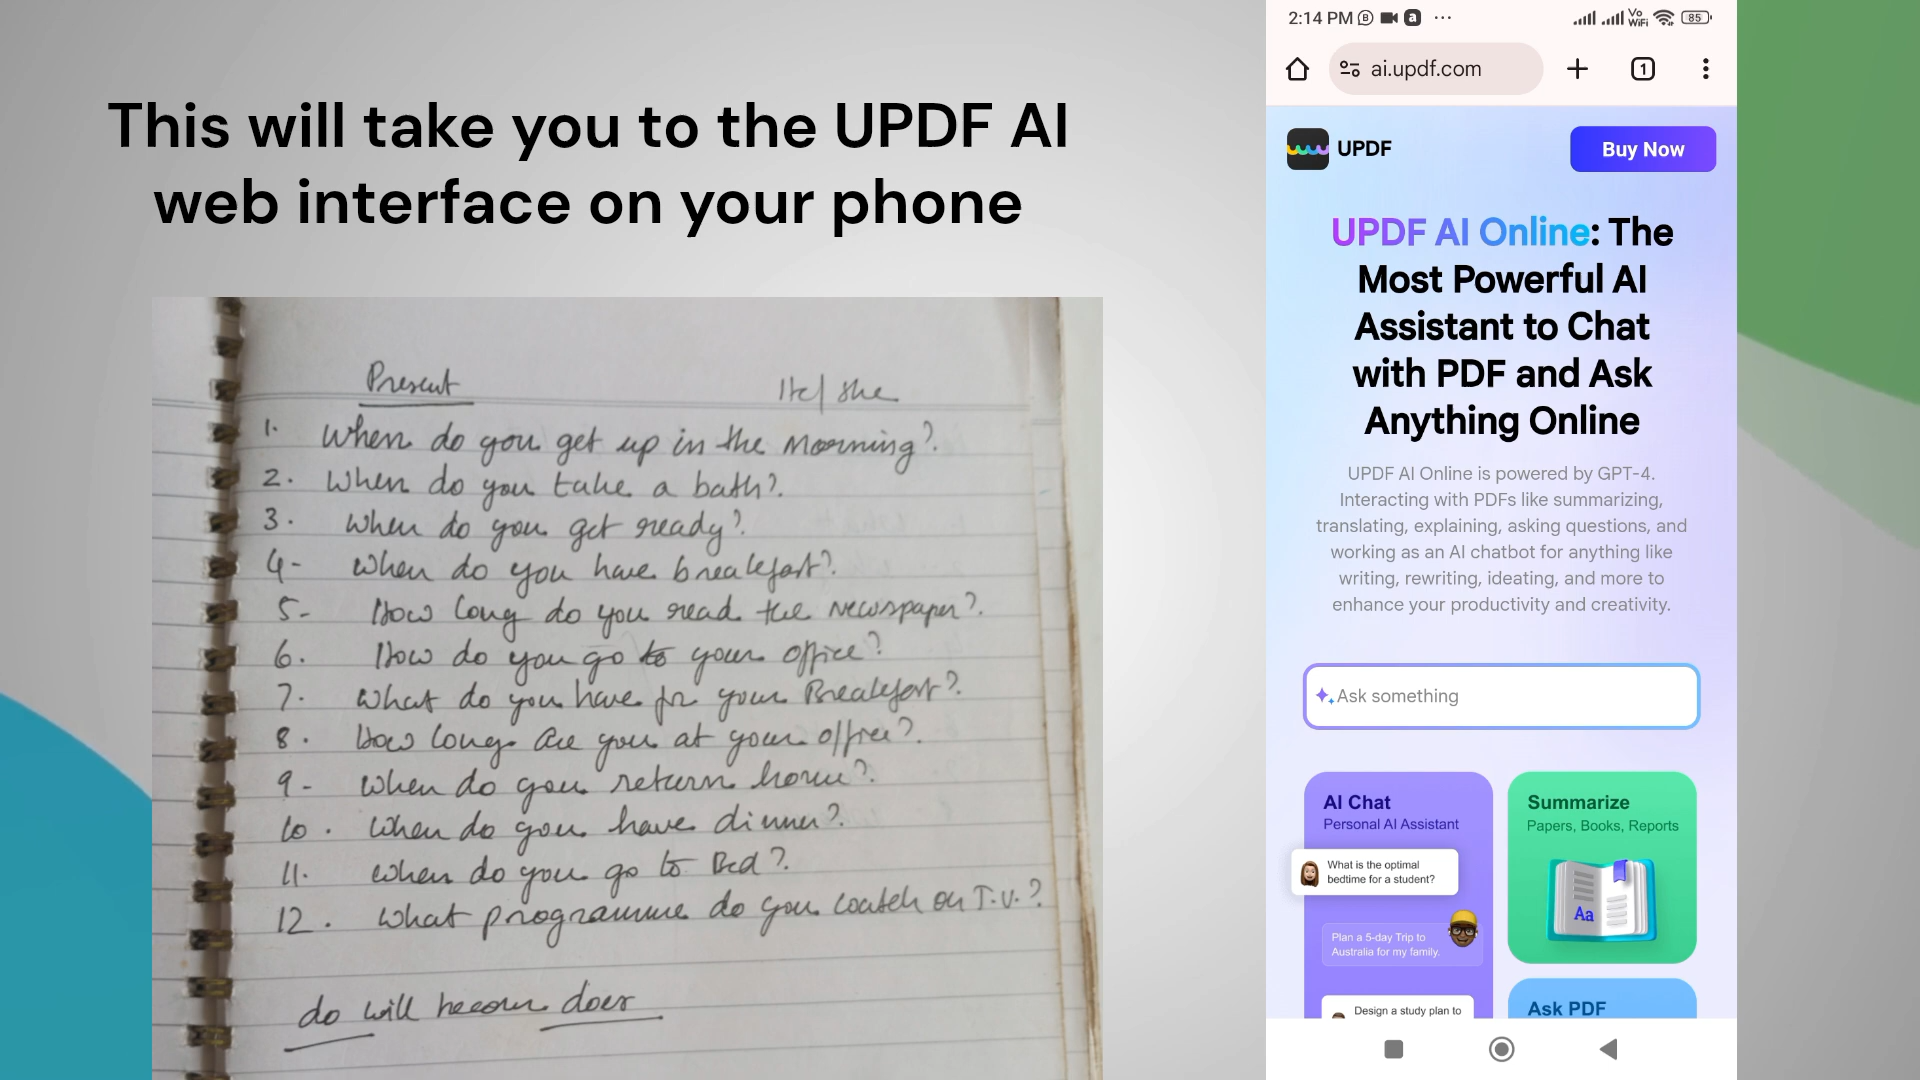 This will take you to the UPDF AI
web interface on your phone
Present He/she
1. When do you get up in the Morning?
2. When do you take a bath?
3. When do you get ready?
4- When do you have breakfast?
5- How long do you read the Newspaper?
6. How do you go to your office?
7. What do you have for your Breakfast?
8. How long are you at your office?
9- When do you return home?
10. When do you have dinner?
11. When do you go to Bed?
12. What programme do you watch on T.V.?
do will become does
2:14 PM B a ... Vo WiFi 85
ai.updf.com 1
UPDF Buy Now
UPDF AI Online: The
Most Powerful AI
Assistant to Chat
with PDF and Ask
Anything Online
UPDF AI Online is powered by GPT-4.
Interacting with PDFs like summarizing,
translating, explaining, asking questions, and
working as an AI chatbot for anything like
writing, rewriting, ideating, and more to
enhance your productivity and creativity.
Ask something
AI Chat
Personal AI Assistant
What is the optimal
bedtime for a student?
Plan a 5-day Trip to
Australia for my family.
Design a study plan to
Summarize
Papers, Books, Reports
Aa
Ask PDF